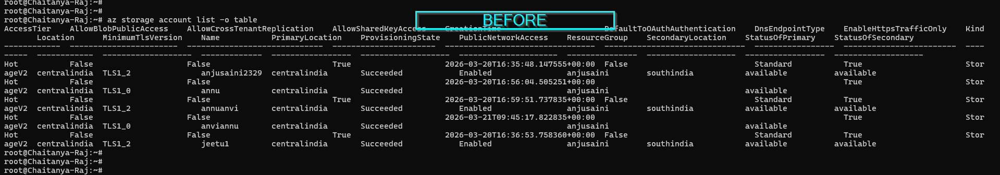 root@Chaitanya-Raj:~#
root@Chaitanya-Raj:~#
root@Chaitanya-Raj:~# az storage account list -o table
BEFORE
AccessTier    AllowBlobPublicAccess    AllowCrossTenantReplication    AllowSharedKeyAccess    CreationTime                      DefaultToOAuthAuthentication    DnsEndpointType    EnableHttpsTrafficOnly    Kind
       Location    MinimumTlsVersion    Name           PrimaryLocation    ProvisioningState    PublicNetworkAccess    ResourceGroup    SecondaryLocation    StatusOfPrimary    StatusOfSecondary
------------  -----------------------  -----------------------------  ----------------------  --------------------------------  ------------------------------  -----------------  ------------------------  ----
-----  ------------  -------------------  -------------  -----------------  -------------------  ---------------------  ---------------  -------------------  -----------------  -------------------
Hot           False                    False                          True                    2026-03-20T16:35:48.147555+00:00  False                           Standard           True                      Stor
ageV2  centralindia  TLS1_2               anjusaini2329  centralindia       Succeeded            Enabled                anjusaini        southindia           available          available
Hot           False                    False                                                  2026-03-20T16:56:04.505251+00:00                                                     True                      Stor
ageV2  centralindia  TLS1_0               annu           centralindia       Succeeded                                   anjusaini                             available
Hot           False                    False                          True                    2026-03-20T16:59:51.737835+00:00  False                           Standard           True                      Stor
ageV2  centralindia  TLS1_2               annuanvi       centralindia       Succeeded            Enabled                anjusaini        southindia           available          available
Hot           False                    False                                                  2026-03-21T09:45:17.822835+00:00                                                     True                      Stor
ageV2  centralindia  TLS1_0               anviannu       centralindia       Succeeded                                   anjusaini                             available
Hot           False                    False                          True                    2026-03-20T16:36:53.758360+00:00  False                           Standard           True                      Stor
ageV2  centralindia  TLS1_2               jeetu1         centralindia       Succeeded            Enabled                anjusaini        southindia           available          available
root@Chaitanya-Raj:~#
root@Chaitanya-Raj:~#
root@Chaitanya-Raj:~#